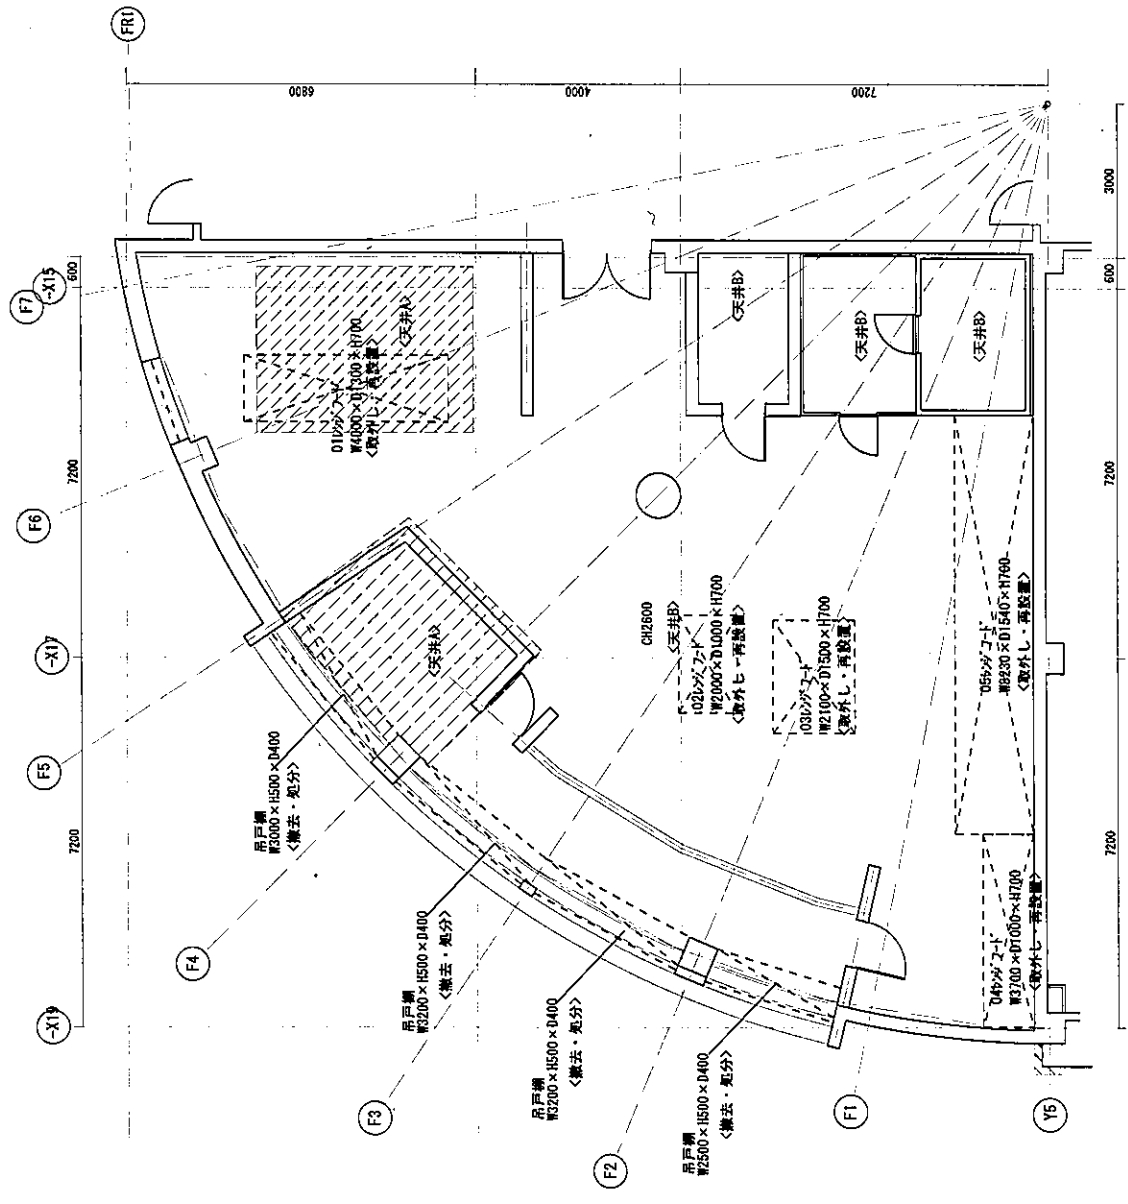 FR1
6800
4000
7200
3000
F7
-X15
600
600
<天井A>
01レンジフード
W4000×D1300×H700
<取外し・再設置>
<天井B>
<天井B>
<天井B>
F6
7200
7200
-X17
F5
<天井A>
CH2600
<天井B>
02レンジフード
W2000×D1000×H700
<取外し・再設置>
03レンジフード
W2100×D1500×H700
<取外し・再設置>
05レンジフード
W8230×D1540×H700
<取外し・再設置>
7200
7200
吊戸棚
W3000×H500×D400
<撤去・処分>
F4
吊戸棚
W3200×H500×D400
<撤去・処分>
-X19
F3
吊戸棚
W3200×H500×D400
<撤去・処分>
F2
吊戸棚
W2500×H500×D400
<撤去・処分>
04レンジフード
W3700×D1000×H700
<取外し・再設置>
F1
Y5